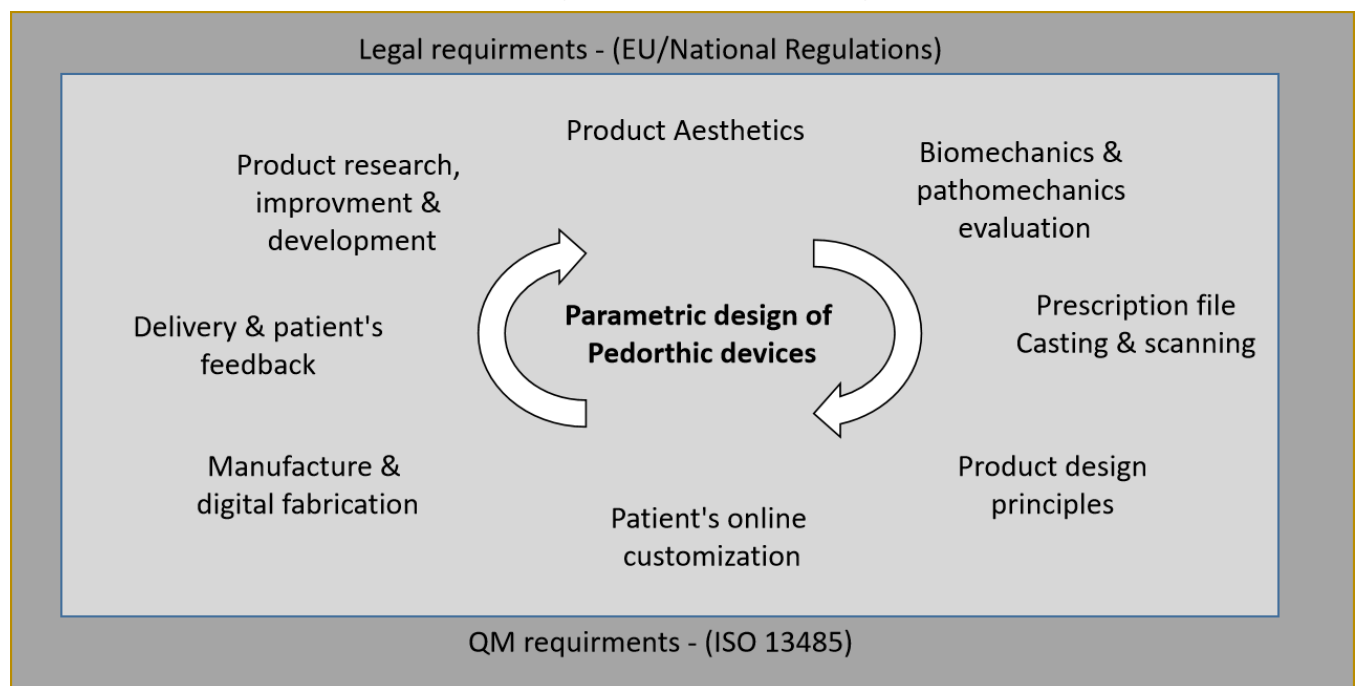 Legal requirments - (EU/National Regulations)
Product Aesthetics
Biomechanics &
pathomechanics
evaluation
Prescription file
Casting & scanning
Product design
principles
Patient's online
customization
Manufacture &
digital fabrication
Delivery & patient's
feedback
Product research,
improvment &
development
Parametric design of
Pedorthic devices
QM requirments - (ISO 13485)